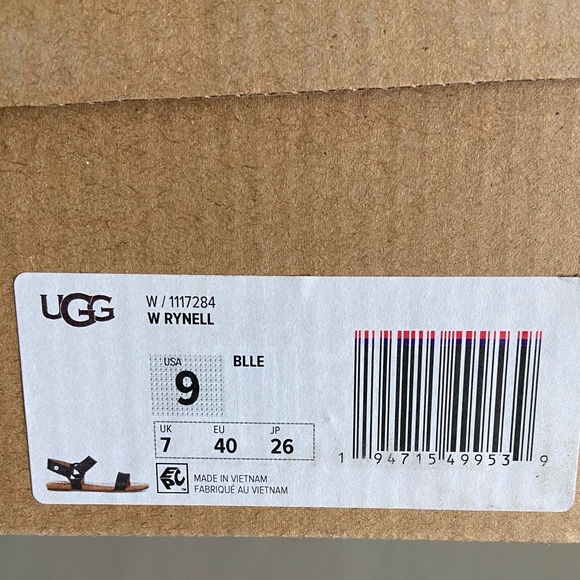 UGG
W / 1117284
W RYNELL
USA
9
BLLE
UK EU JP
7 40 26
EPC™
MADE IN VIETNAM
FABRIQUÉ AU VIETNAM
1 94715 49953 9